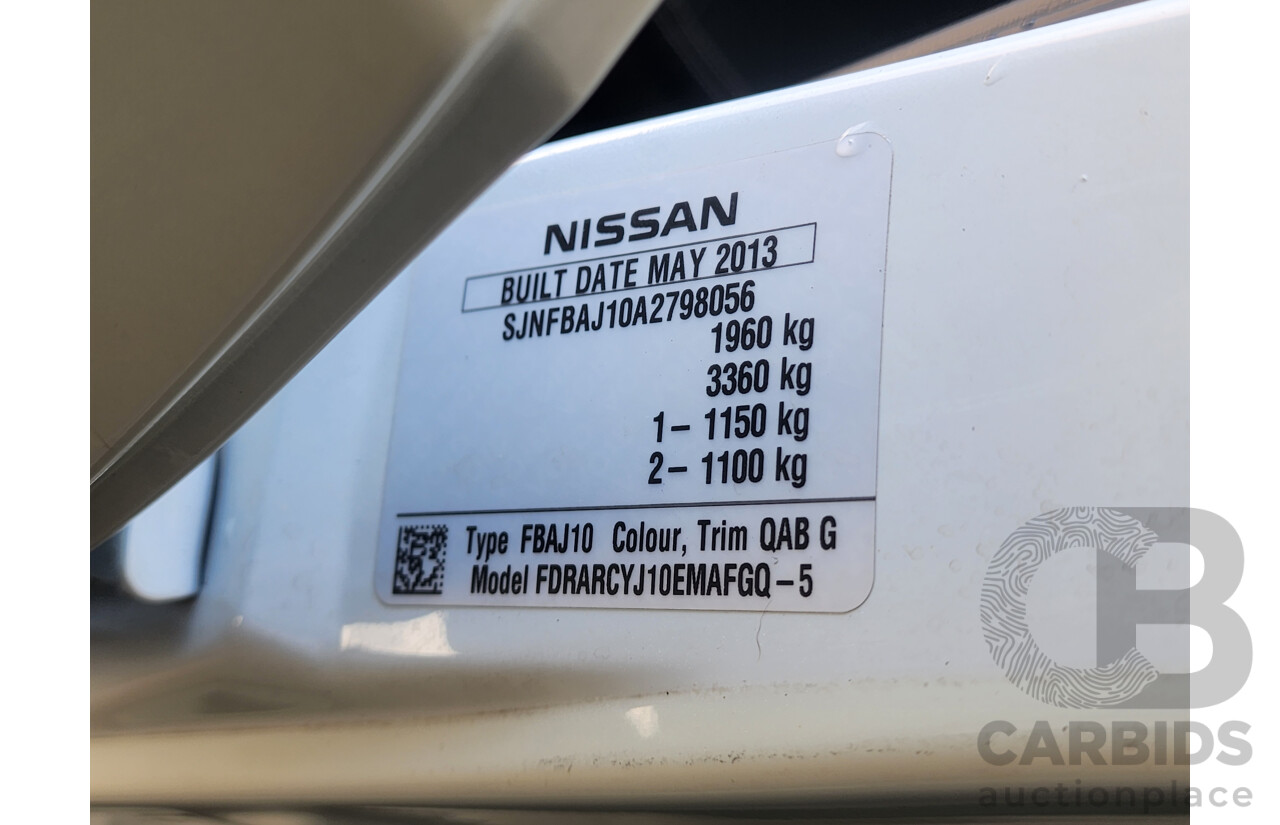 NISSAN
BUILT DATE MAY 2013
SJNFBAJ10A2798056
1960 kg
3360 kg
1– 1150 kg
2– 1100 kg
Type FBAJ10 Colour, Trim QAB G
Model FDRARCYJ10EMAFGQ–5
CB
CARBIDS
auctionplace